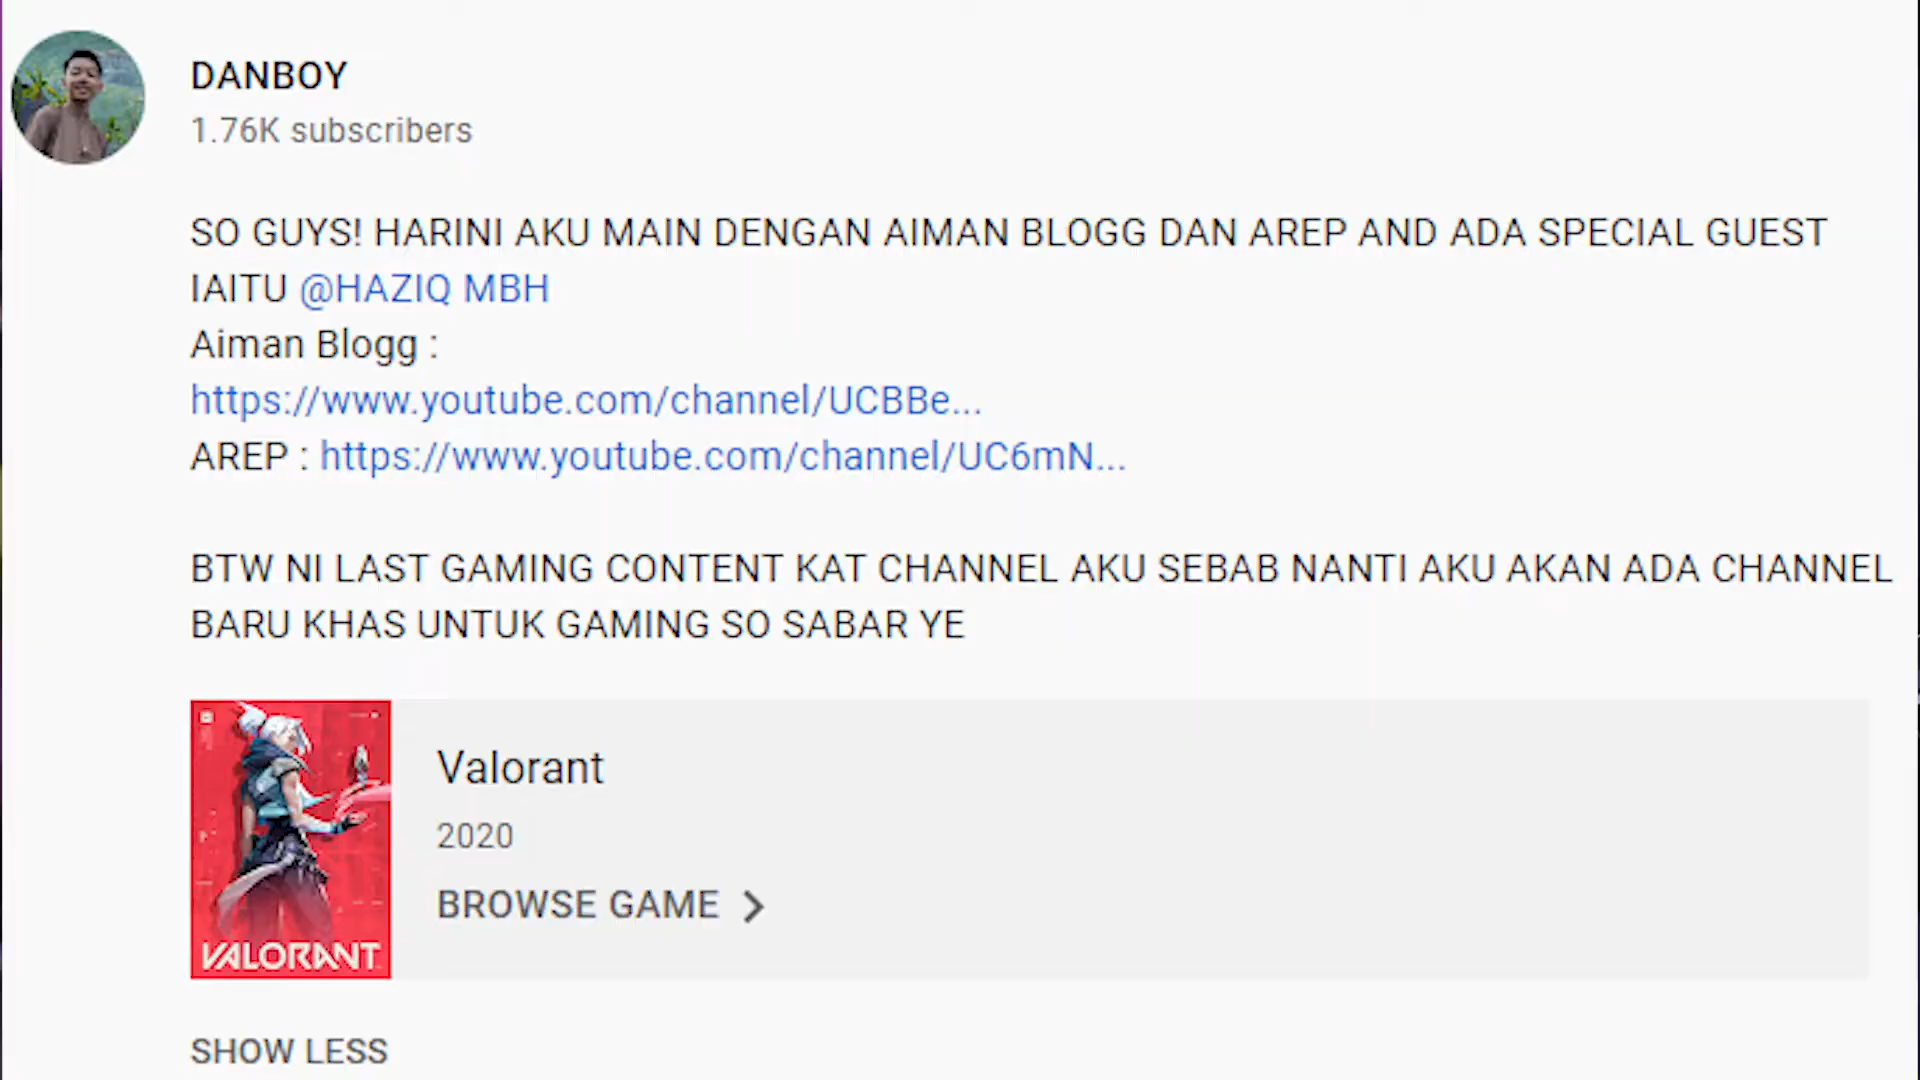 DANBOY
1.76K subscribers
SO GUYS! HARINI AKU MAIN DENGAN AIMAN BLOGG DAN AREP AND ADA SPECIAL GUEST
IAITU @HAZIQ MBH
Aiman Blogg :
https://www.youtube.com/channel/UCBBe...
AREP : https://www.youtube.com/channel/UC6mN...
BTW NI LAST GAMING CONTENT KAT CHANNEL AKU SEBAB NANTI AKU AKAN ADA CHANNEL
BARU KHAS UNTUK GAMING SO SABAR YE
VALORANT
Valorant
2020
BROWSE GAME
SHOW LESS